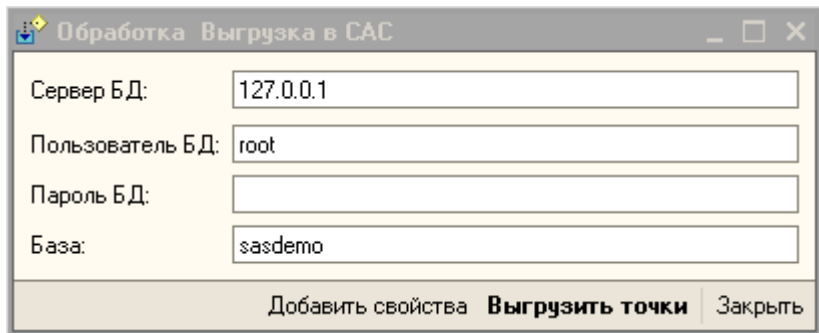 Обработка Выгрузка в САС
Сервер БД: 127.0.0.1
Пользователь БД: root
Пароль БД:
База: sasdemo
Добавить свойства Выгрузить точки Закрыть